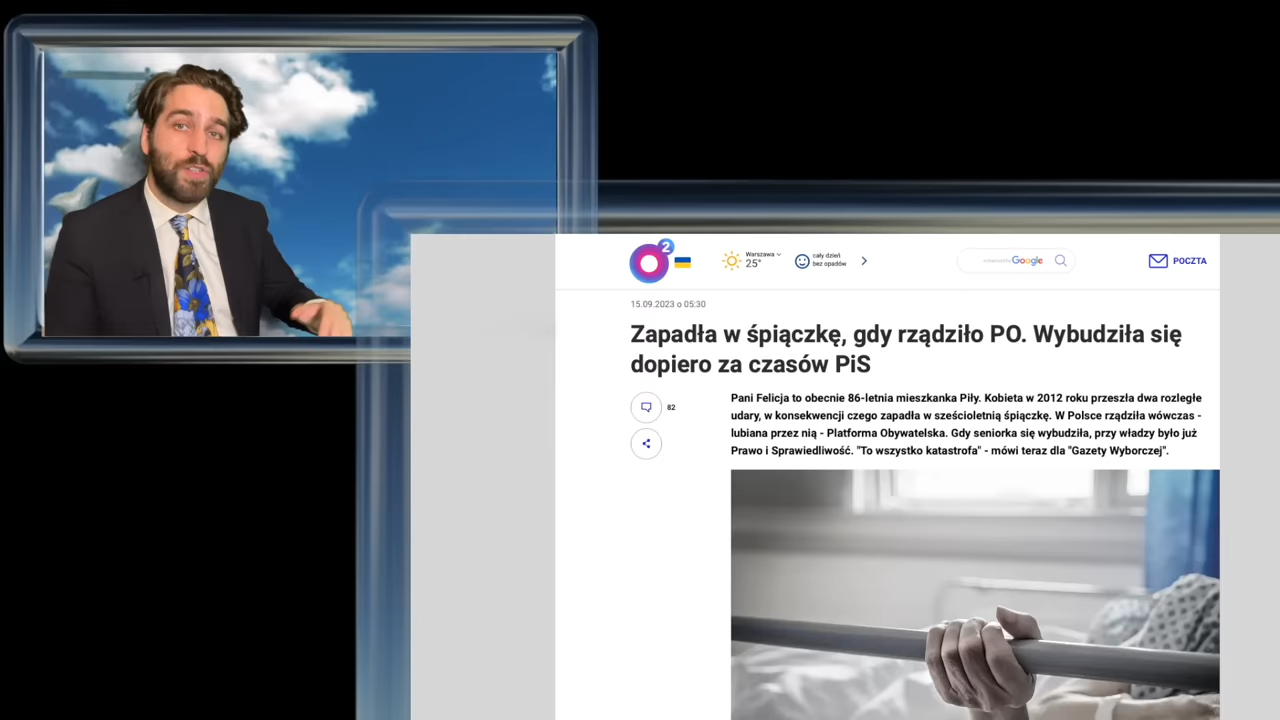 2
Warszawa
25°
cały dzień
bez opadów
Google
POCZTA
15.09.2023 o 05:30
Zapadła w śpiączkę, gdy rządziło PO. Wybudziła się
dopiero za czasów PiS
82
Pani Felicja to obecnie 86-letnia mieszkanka Piły. Kobieta w 2012 roku przeszła dwa rozległe
udary, w konsekwencji czego zapadła w sześcioletnią śpiączkę. W Polsce rządziła wówczas -
lubiana przez nią - Platforma Obywatelska. Gdy seniorka się wybudziła, przy władzy było już
Prawo i Sprawiedliwość. "To wszystko katastrofa" - mówi teraz dla "Gazety Wyborczej".